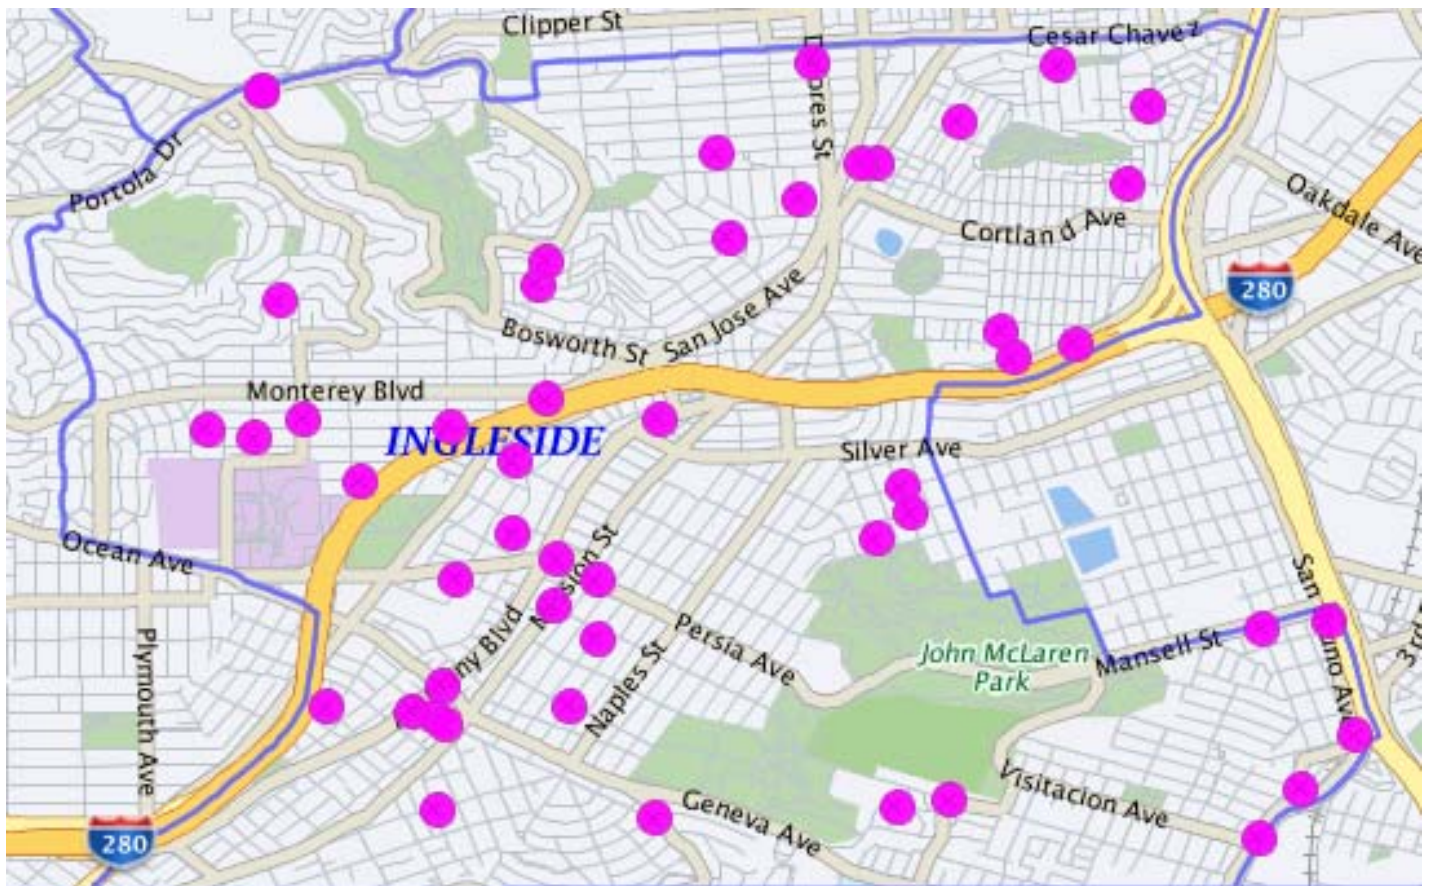 Clipper St
Cesar Chavez
Portola Dr
Oakdale Ave
Cortland Ave
280
San Jose Ave
Bosworth St
Monterey Blvd
INGLESIDE
Silver Ave
Ocean Ave
San
Persia Ave
John McLaren
Park
Mansell St
Plymouth Ave
Naples St
Visitacion Ave
Geneva Ave
280